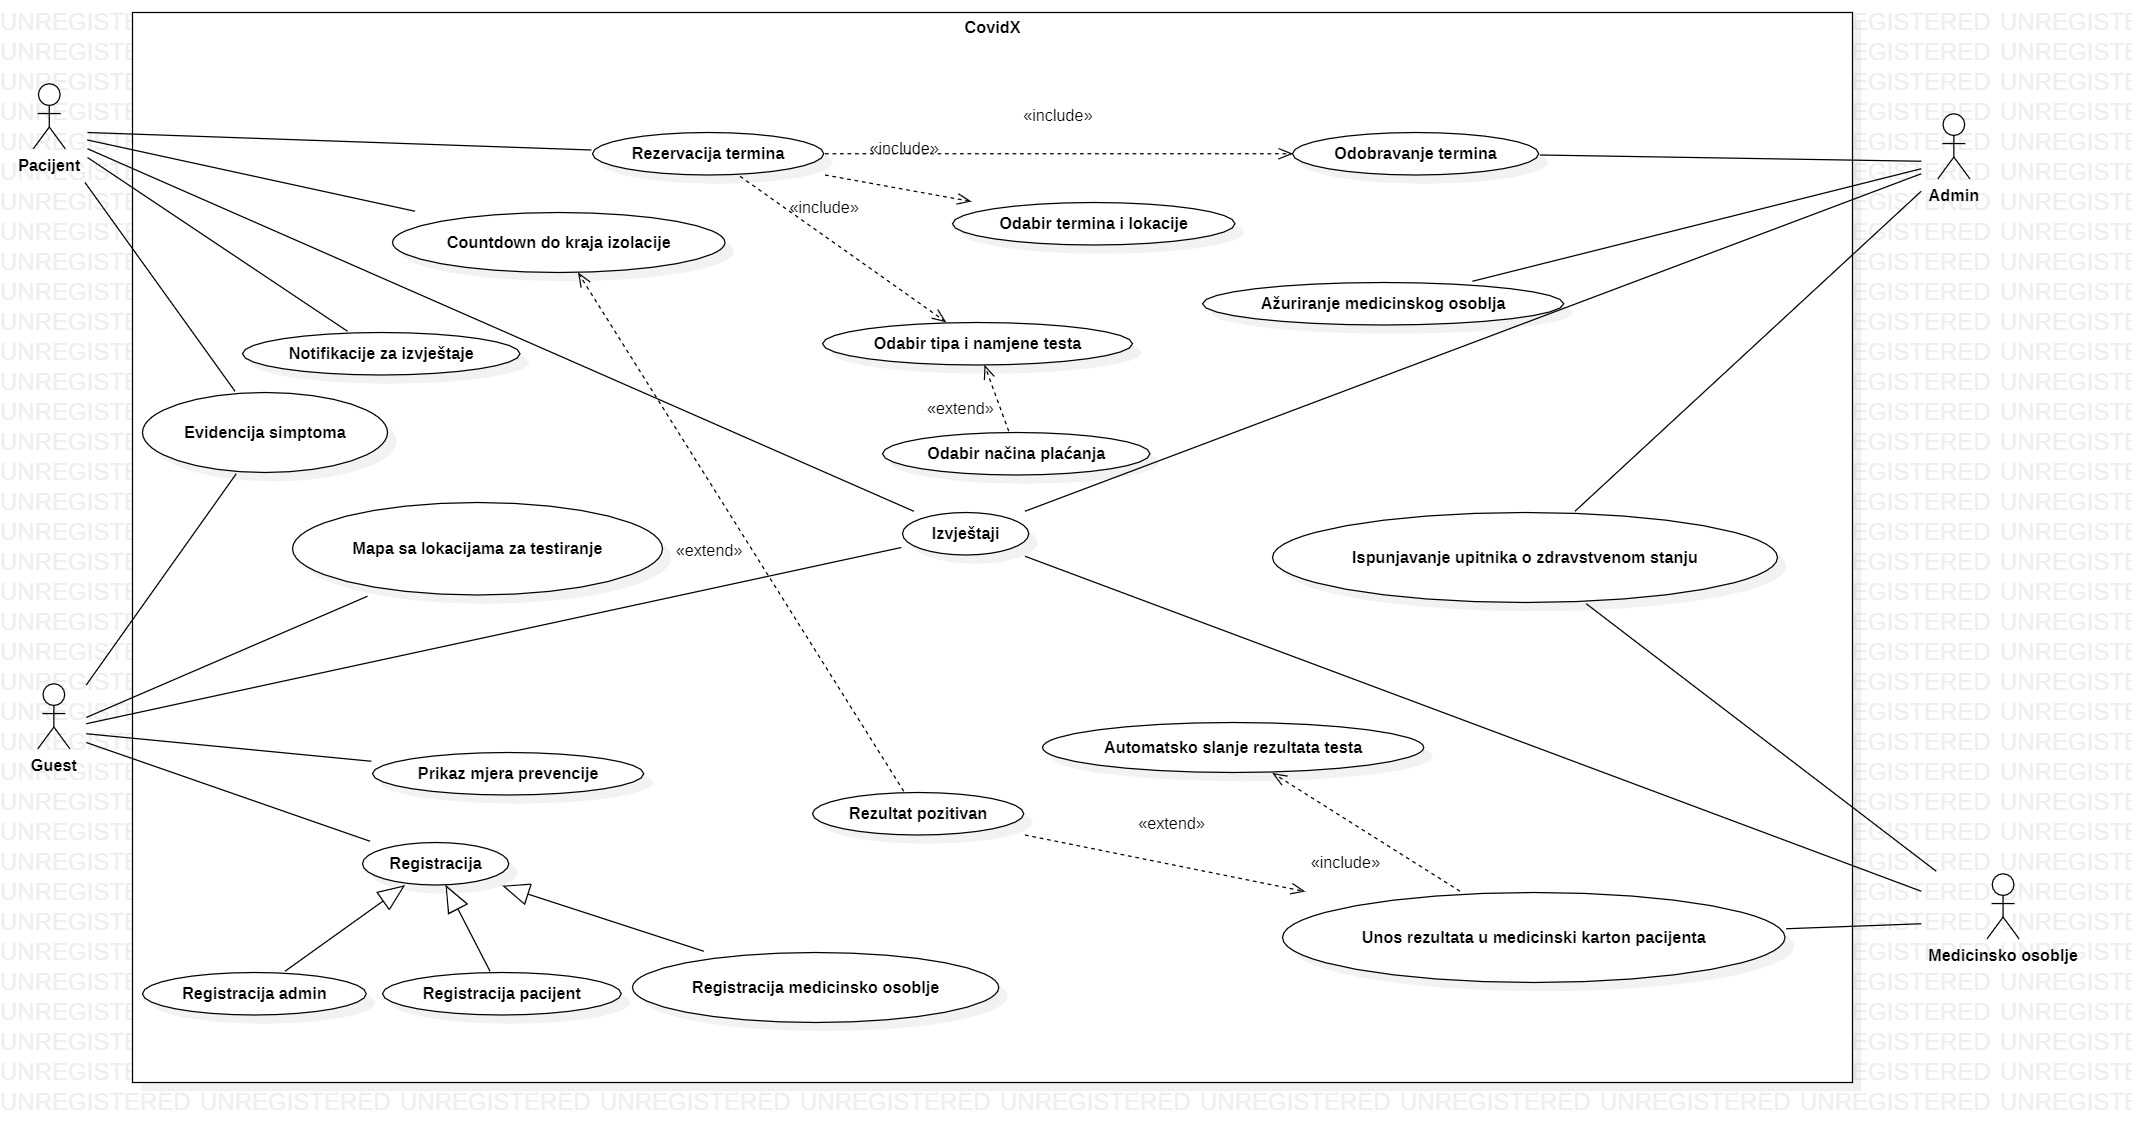 CovidX
«include»
Pacijent
Rezervacija termina
«include»
Odobravanje termina
Admin
«include»
Odabir termina i lokacije
Countdown do kraja izolacije
Ažuriranje medicinskog osoblja
Odabir tipa i namjene testa
Notifikacije za izvještaje
«extend»
Evidencija simptoma
Odabir načina plaćanja
Izvještaji
Mapa sa lokacijama za testiranje
«extend»
Ispunjavanje upitnika o zdravstvenom stanju
Automatsko slanje rezultata testa
Guest
Prikaz mjera prevencije
Rezultat pozitivan
«extend»
«include»
Registracija
Unos rezultata u medicinski karton pacijenta
Medicinsko osoblje
Registracija admin
Registracija pacijent
Registracija medicinsko osoblje
UNREGISTERED UNREGISTERED UNREGISTERED UNREGISTERED UNREGISTERED UNREGISTERED UNREGISTERED UNREGISTERED UNREGISTERED UNREGISTERED